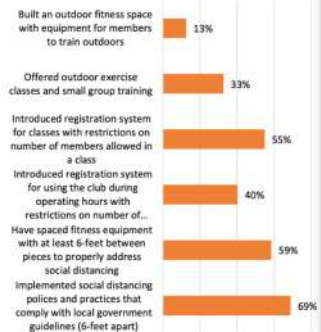 Built an outdoor fitness space
with equipment for members
to train outdoors
13%
Offered outdoor exercise
classes and small group training
33%
Introduced registration system
for classes with restrictions on
number of members allowed in
a class
55%
Introduced registration system
for using the club during
operating hours with
restrictions on number of...
40%
Have spaced fitness equipment
with at least 6-feet between
pieces to properly address
social distancing
59%
Implemented social distancing
polices and practices that
comply with local government
guidelines (6-feet apart)
69%